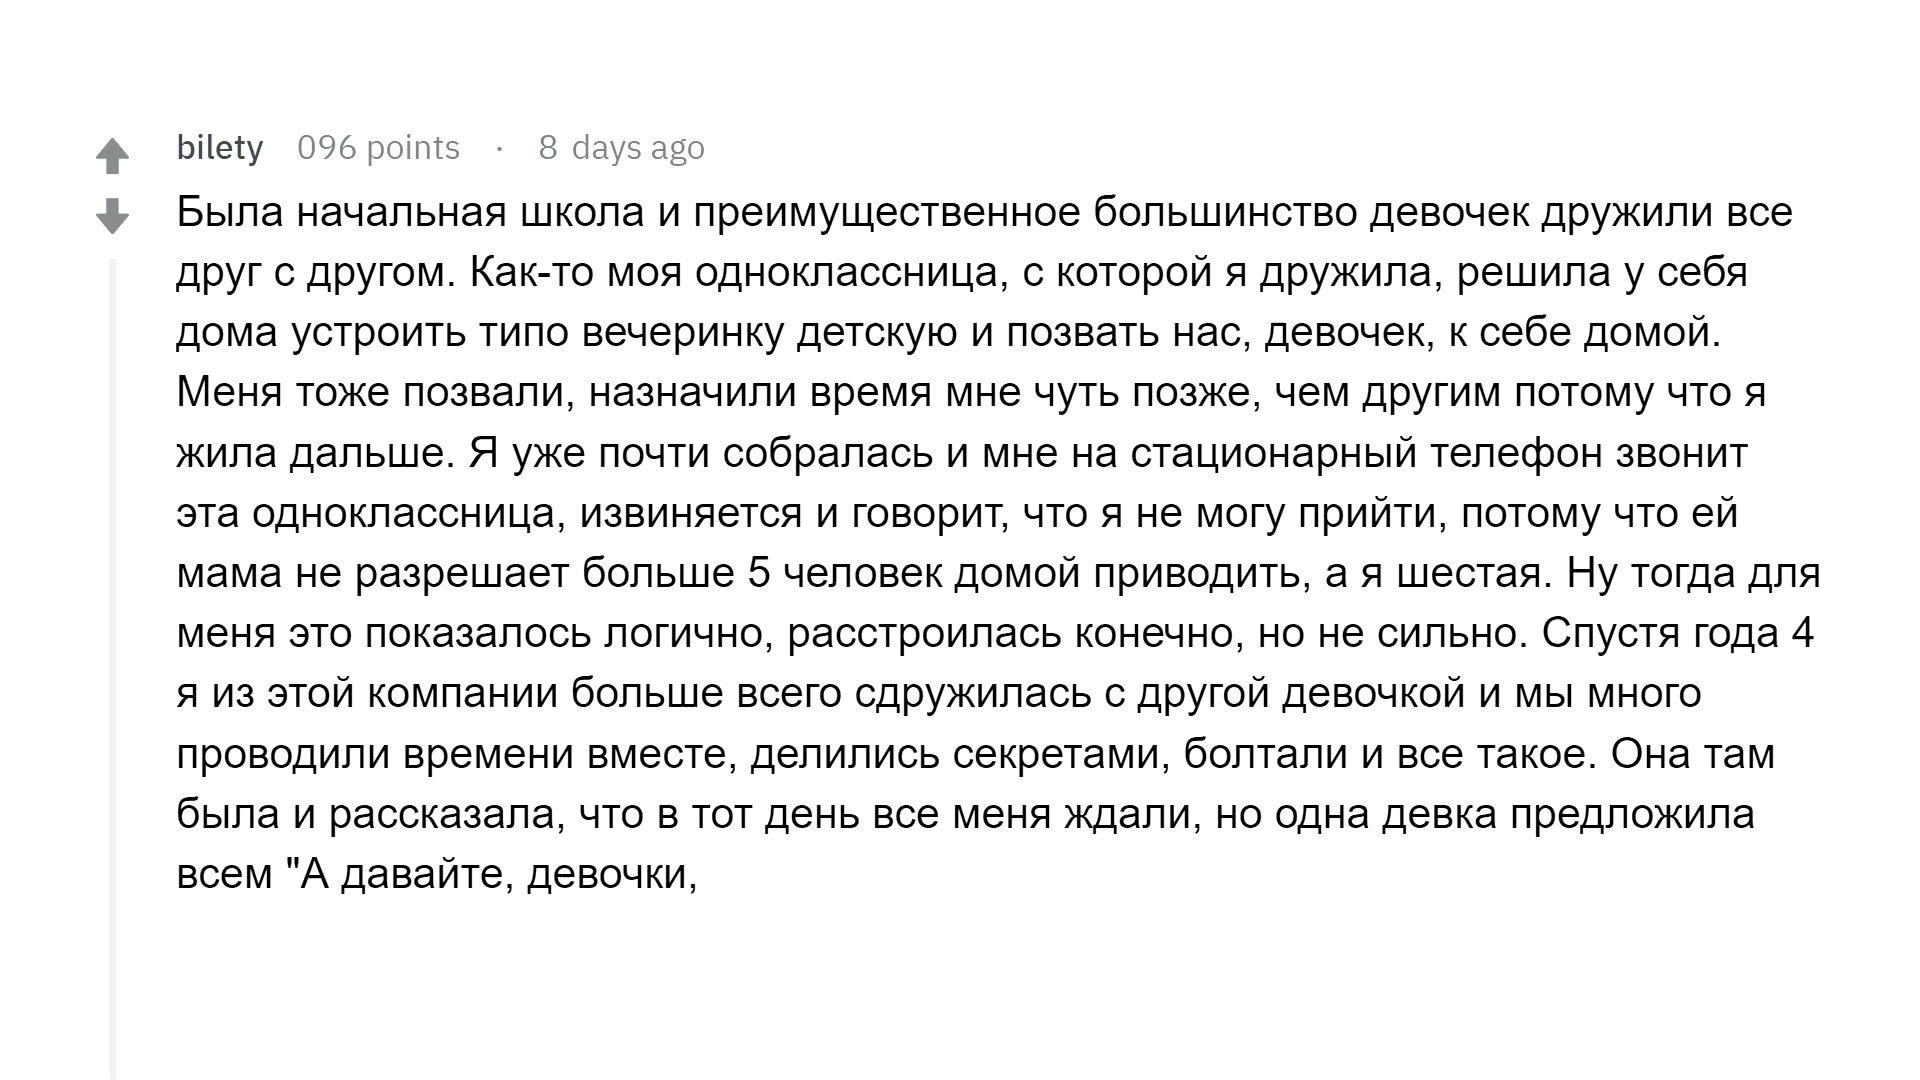 bilety 096 points · 8 days ago
Была начальная школа и преимущественное большинство девочек дружили все
друг с другом. Как-то моя одноклассница, с которой я дружила, решила у себя
дома устроить типо вечеринку детскую и позвать нас, девочек, к себе домой.
Меня тоже позвали, назначили время мне чуть позже, чем другим потому что я
жила дальше. Я уже почти собралась и мне на стационарный телефон звонит
эта одноклассница, извиняется и говорит, что я не могу прийти, потому что ей
мама не разрешает больше 5 человек домой приводить, а я шестая. Ну тогда для
меня это показалось логично, расстроилась конечно, но не сильно. Спустя года 4
я из этой компании больше всего сдружилась с другой девочкой и мы много
проводили времени вместе, делились секретами, болтали и все такое. Она там
была и рассказала, что в тот день все меня ждали, но одна девка предложила
всем "А давайте, девочки,